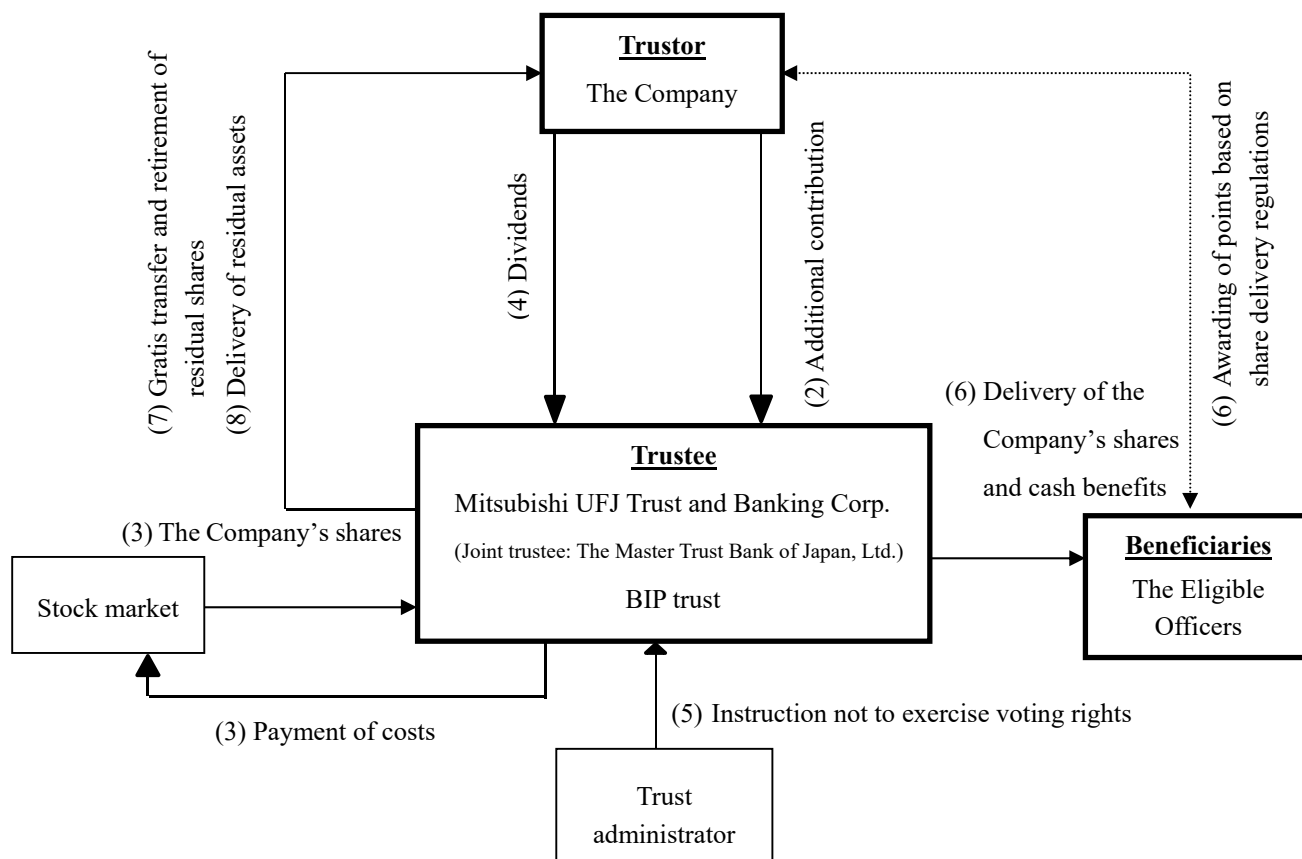 Trustor
The Company
(7) Gratis transfer and retirement of
residual shares
(8) Delivery of residual assets
(4) Dividends
(2) Additional contribution
(6) Awarding of points based on
share delivery regulations
(6) Delivery of the
Company’s shares
and cash benefits
Trustee
Mitsubishi UFJ Trust and Banking Corp.
(Joint trustee: The Master Trust Bank of Japan, Ltd.)
BIP trust
(3) The Company’s shares
Stock market
Beneficiaries
The Eligible
Officers
(3) Payment of costs
(5) Instruction not to exercise voting rights
Trust
administrator